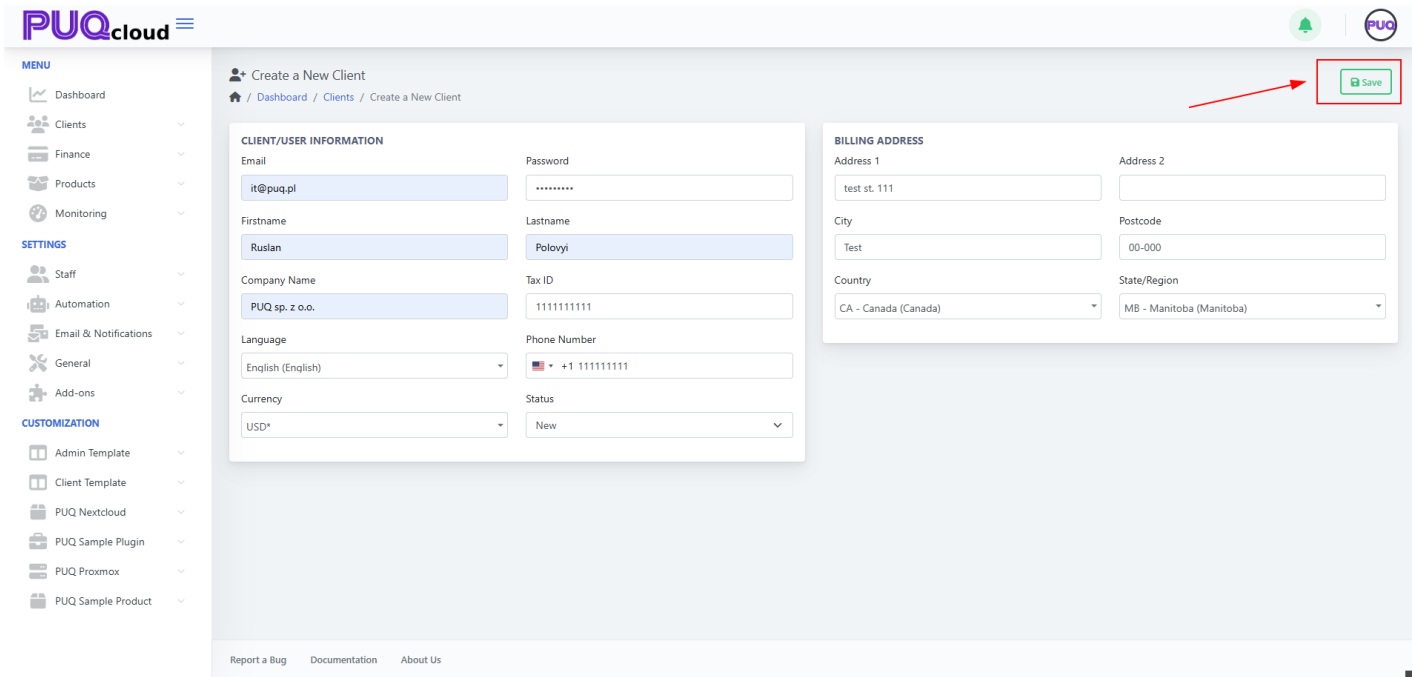 PUQcloud
PUQ
MENU
Dashboard
Clients
Finance
Products
Monitoring
SETTINGS
Staff
Automation
Email & Notifications
General
Add-ons
CUSTOMIZATION
Admin Template
Client Template
PUQ Nextcloud
PUQ Sample Plugin
PUQ Proxmox
PUQ Sample Product
Create a New Client
/ Dashboard / Clients / Create a New Client
Save
CLIENT/USER INFORMATION
Email Password
it@puq.pl •••••••••
Firstname Lastname
Ruslan Polovyi
Company Name Tax ID
PUQ sp. z o.o. 1111111111
Language Phone Number
English (English) +1 111111111
Currency Status
USD* New
BILLING ADDRESS
Address 1 Address 2
test st. 111
City Postcode
Test 00-000
Country State/Region
CA - Canada (Canada) MB - Manitoba (Manitoba)
Report a Bug Documentation About Us